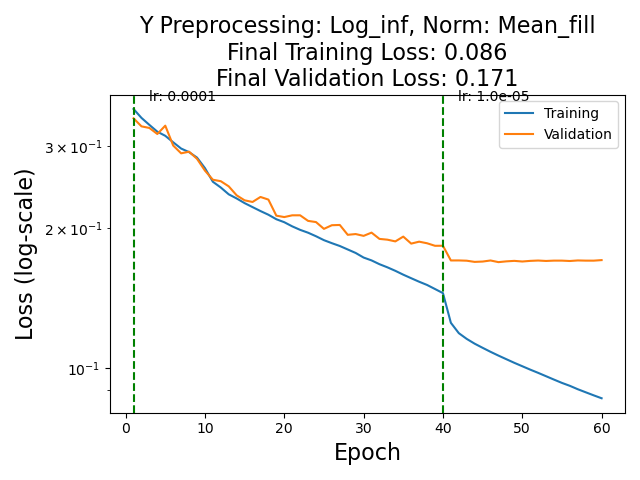 Y Preprocessing: Log_inf, Norm: Mean_fill
Final Training Loss: 0.086
Final Validation Loss: 0.171
lr: 0.0001
lr: 1.0e-05
Training
Validation
3 × 10⁻¹
2 × 10⁻¹
10⁻¹
Loss (log-scale)
0 10 20 30 40 50 60
Epoch